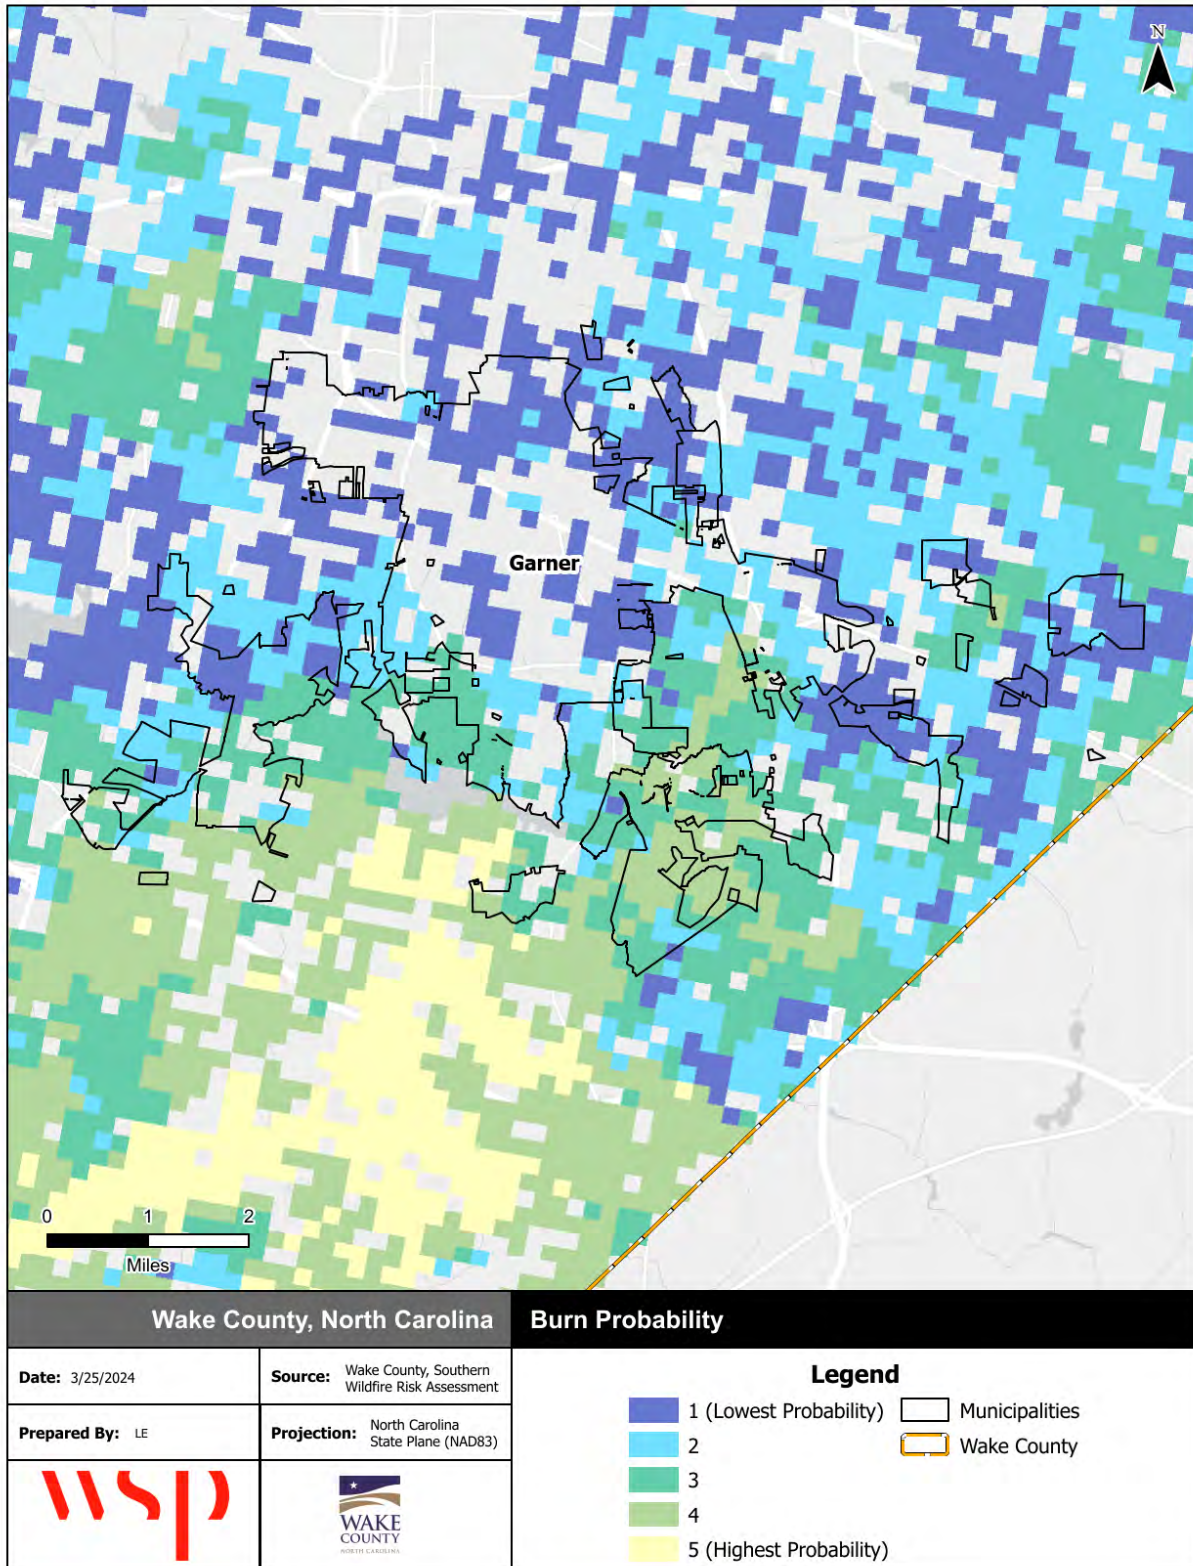 N
Garner
0 1 2
Miles
Wake County, North Carolina
Burn Probability
Date: 3/25/2024
Source: Wake County, Southern
Wildfire Risk Assessment
Prepared By: LE
Projection: North Carolina
State Plane (NAD83)
wsp
WAKE
COUNTY
NORTH CAROLINA
Legend
1 (Lowest Probability)
2
3
4
5 (Highest Probability)
Municipalities
Wake County